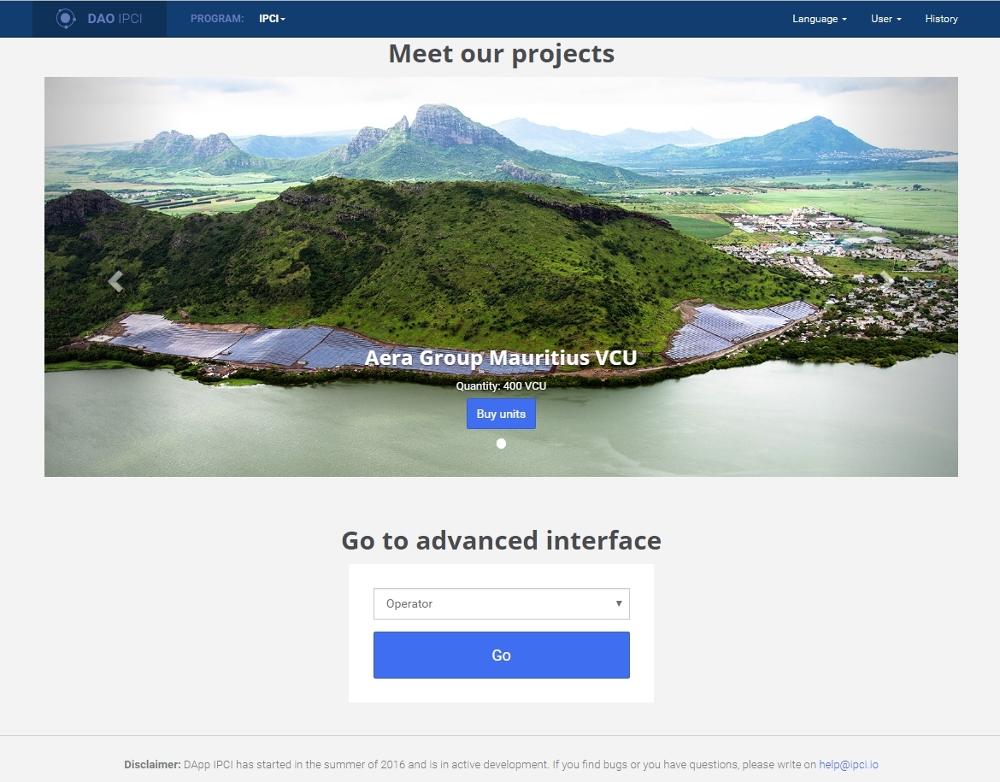 DAO IPCI PROGRAM: IPCI Language User History
Meet our projects
Aera Group Mauritius VCU
Quantity: 400 VCU
Buy units
Go to advanced interface
Operator
Go
Disclaimer: DApp IPCI has started in the summer of 2016 and is in active development. If you find bugs or you have questions, please write on help@ipci.io